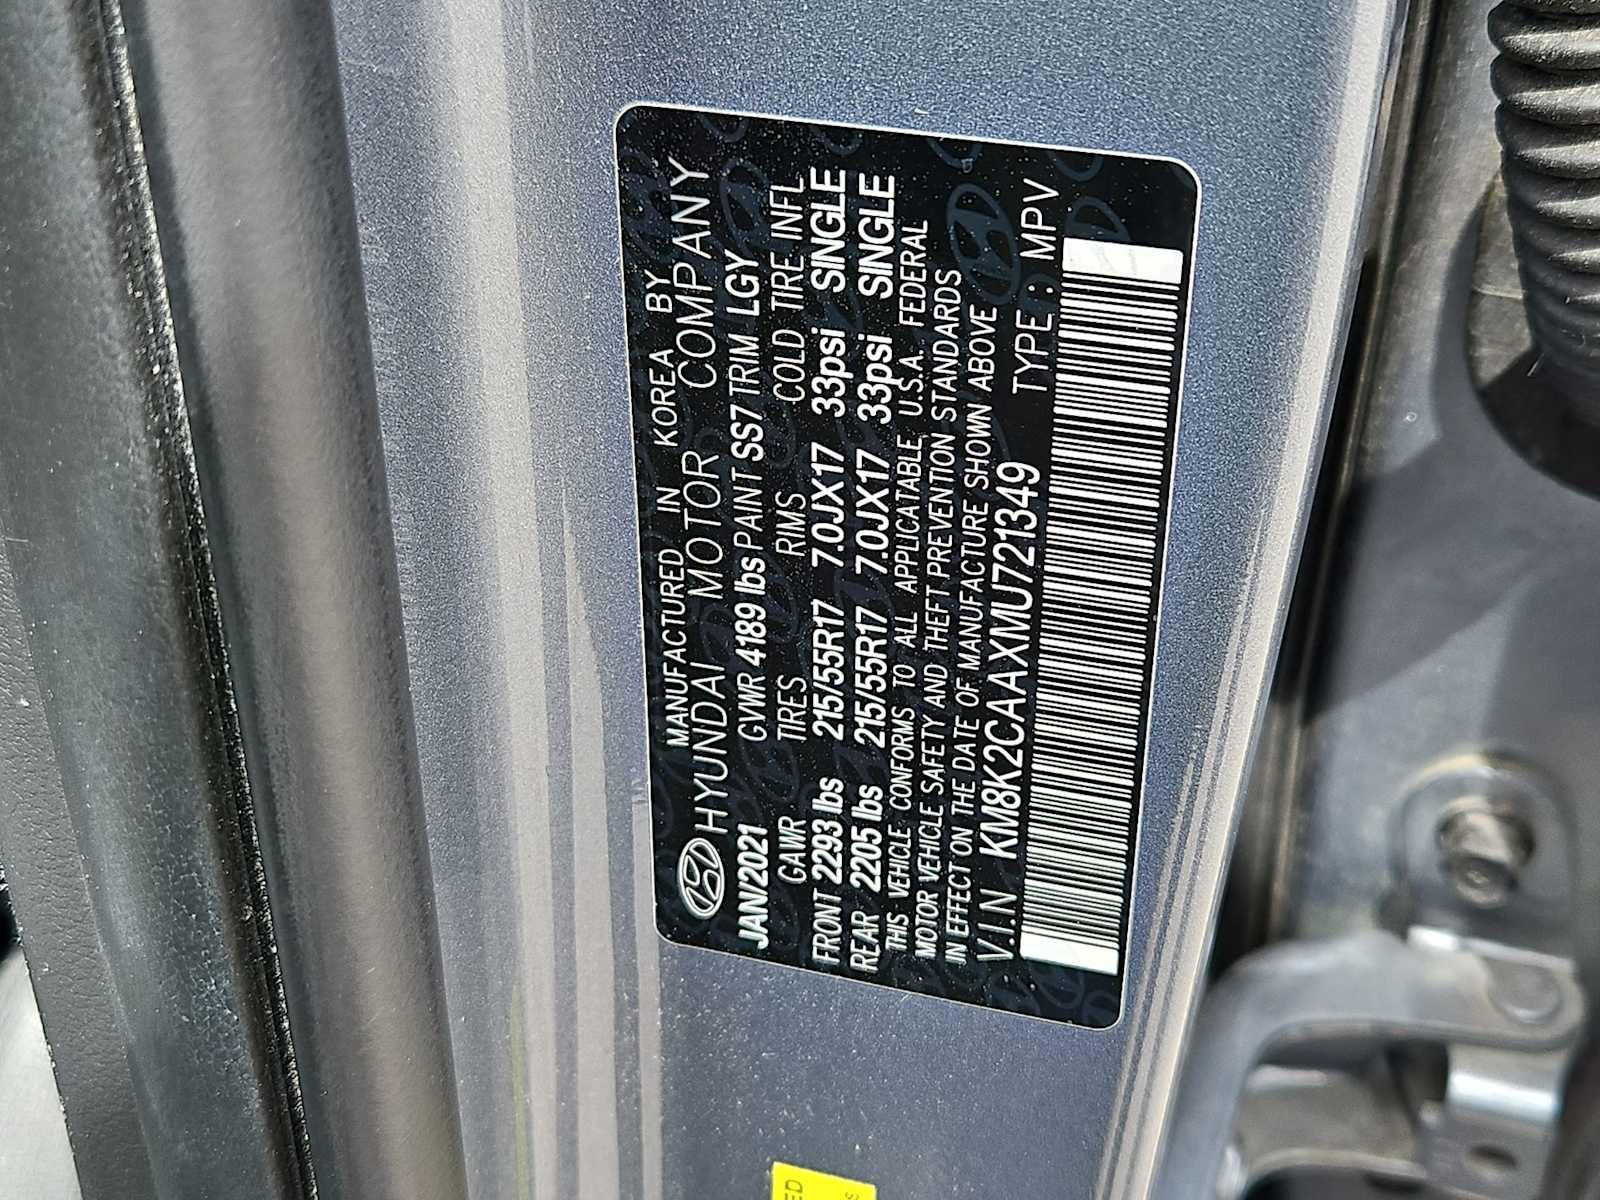 MANUFACTURED IN KOREA BY
HYUNDAI MOTOR COMPANY
JAN/2021 GVWR 4189 lbs PAINT SS7 TRIM LGY
GAWR TIRES RIMS COLD TIRE INFL
FRONT 2293 lbs 215/55R17 7.0JX17 33psi SINGLE
REAR 2205 lbs 215/55R17 7.0JX17 33psi SINGLE
THIS VEHICLE CONFORMS TO ALL APPLICATABLE U.S.A. FEDERAL
MOTOR VEHICLE SAFETY AND THEFT PREVENTION STANDARDS
IN EFFECT ON THE DATE OF MANUFACTURE SHOWN ABOVE
V.I.N KM8K2CAAXMU721349 TYPE: MPV